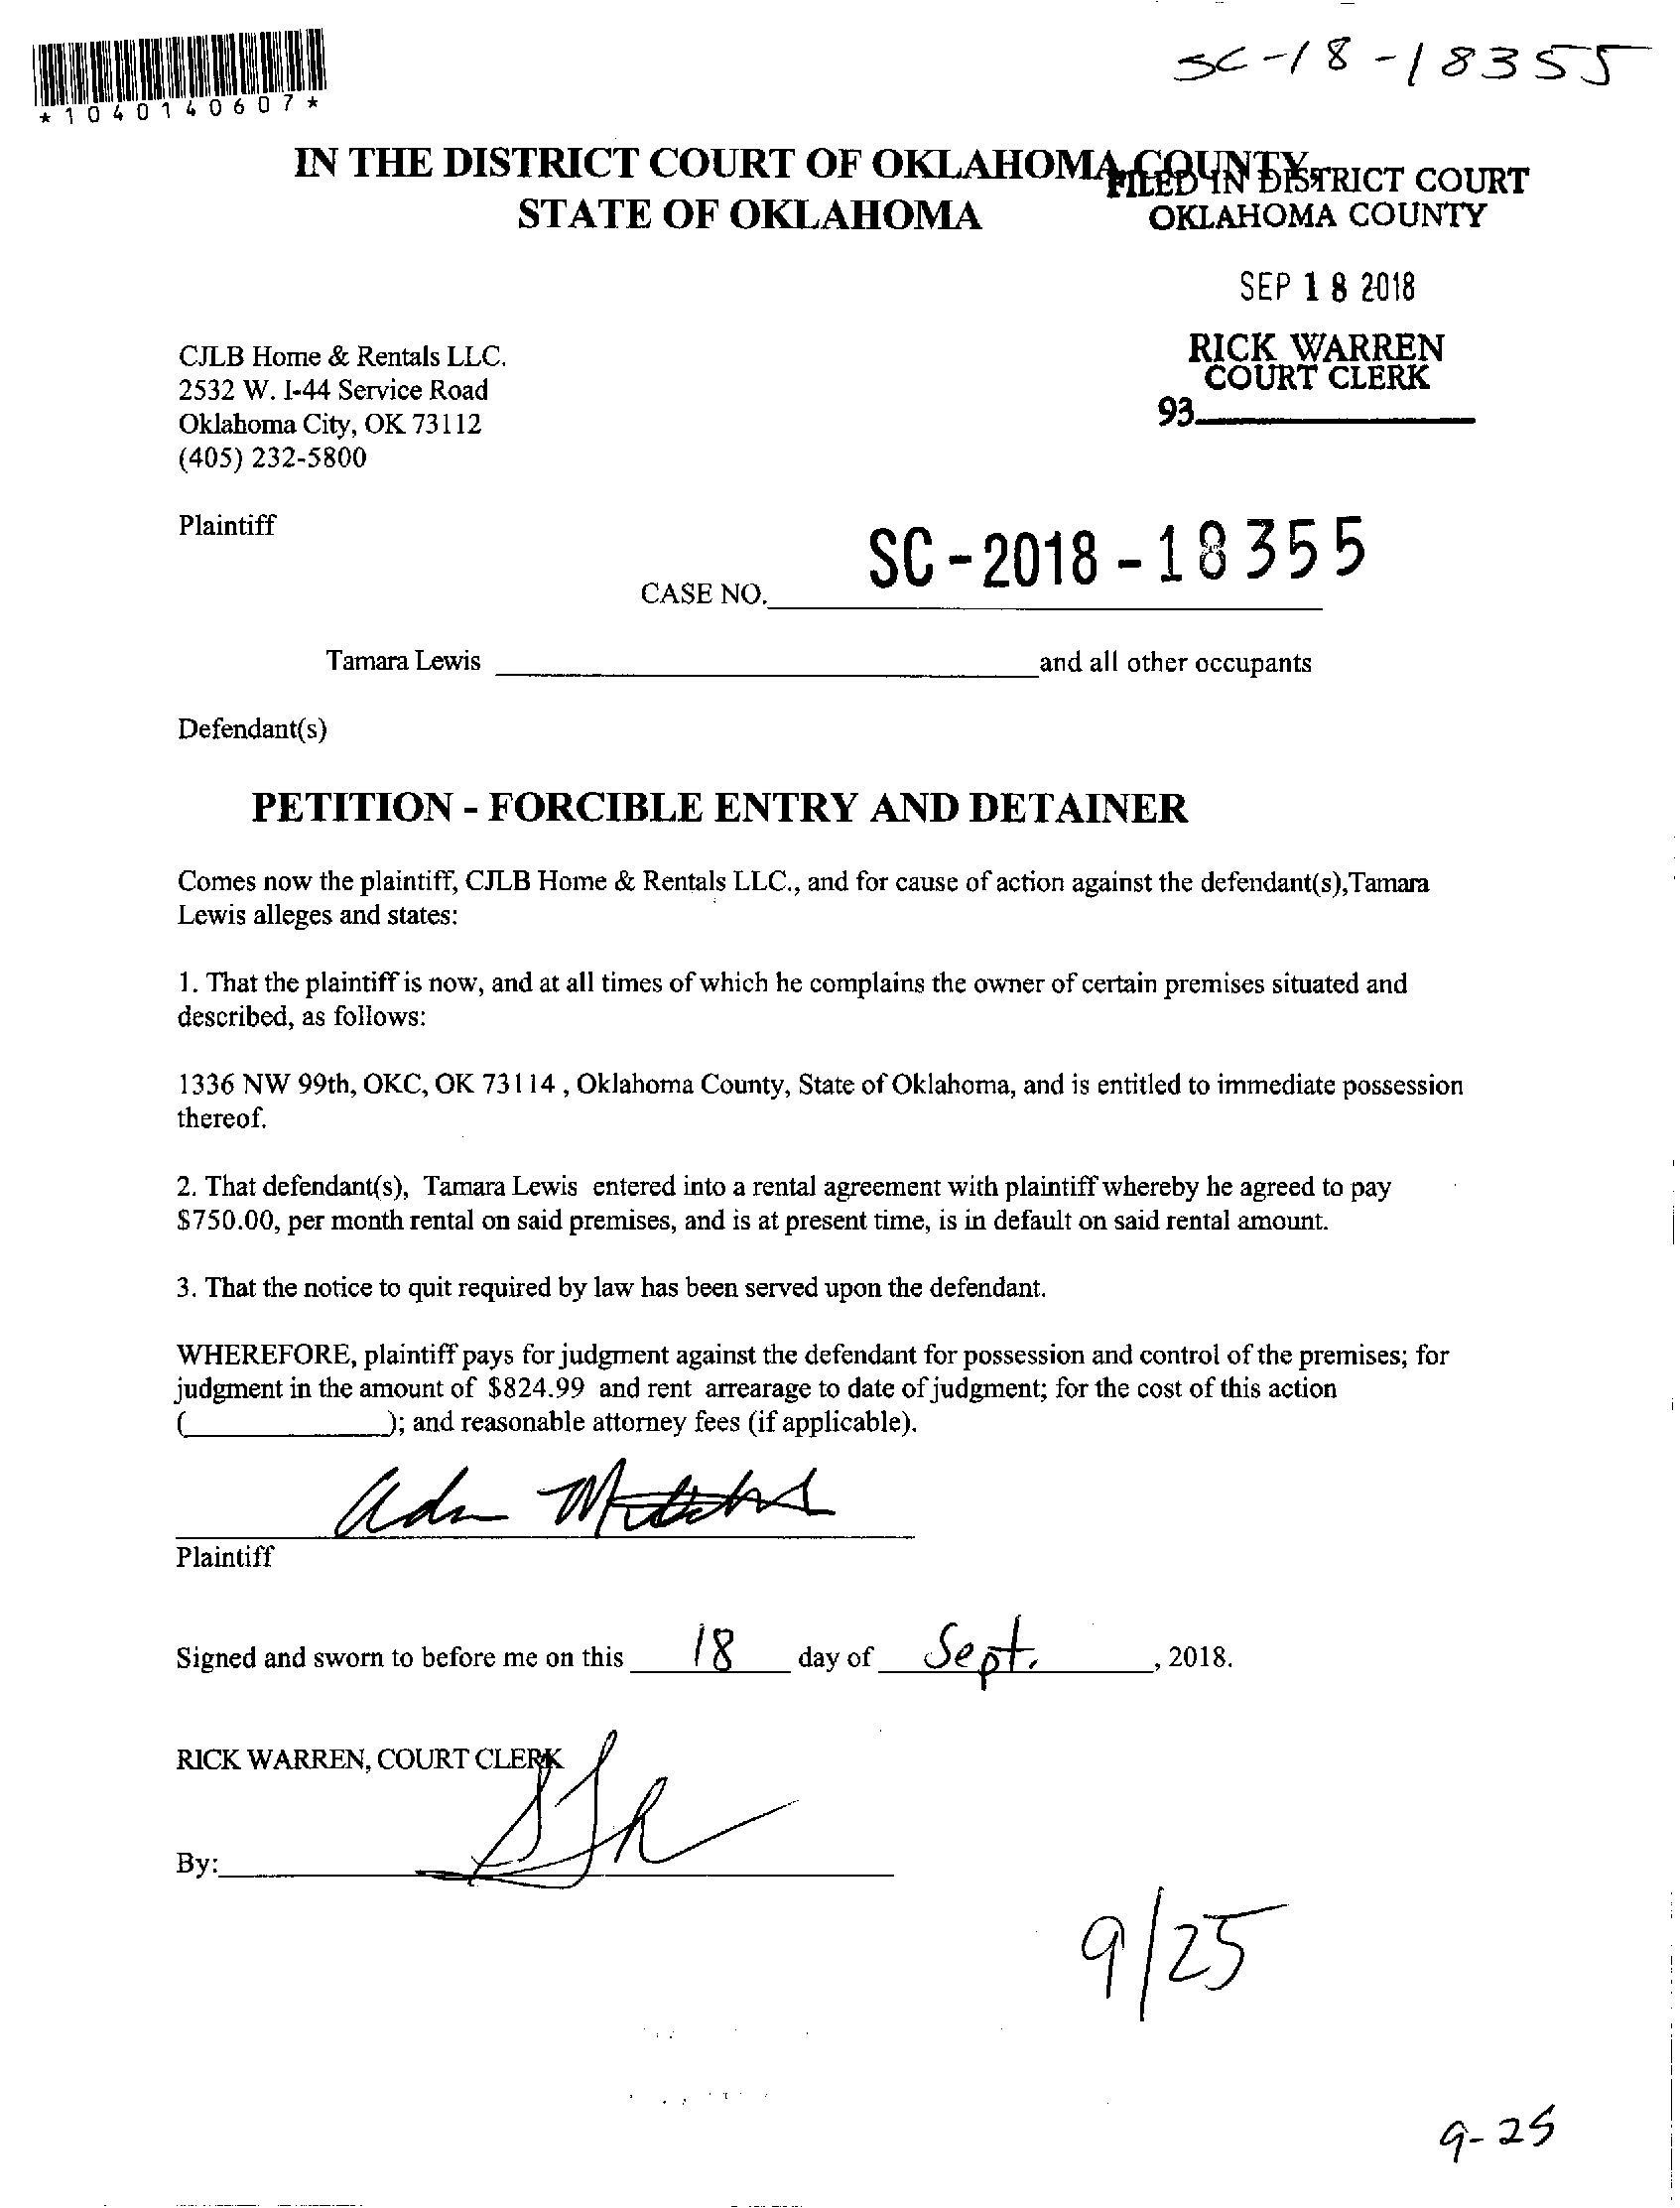 SC-18-18355
*1040140607*
IN THE DISTRICT COURT OF OKLAHOMA COUNTY
STATE OF OKLAHOMA
FILED IN DISTRICT COURT
OKLAHOMA COUNTY
SEP 18 2018
RICK WARREN
COURT CLERK
93
CJLB Home & Rentals LLC.
2532 W. I-44 Service Road
Oklahoma City, OK 73112
(405) 232-5800
Plaintiff
CASE NO. SC-2018-18355
Tamara Lewis and all other occupants
Defendant(s)
PETITION - FORCIBLE ENTRY AND DETAINER
Comes now the plaintiff, CJLB Home & Rentals LLC., and for cause of action against the defendant(s),Tamara
Lewis alleges and states:
1. That the plaintiff is now, and at all times of which he complains the owner of certain premises situated and
described, as follows:
1336 NW 99th, OKC, OK 73114 , Oklahoma County, State of Oklahoma, and is entitled to immediate possession
thereof.
2. That defendant(s), Tamara Lewis entered into a rental agreement with plaintiff whereby he agreed to pay
$750.00, per month rental on said premises, and is at present time, is in default on said rental amount.
3. That the notice to quit required by law has been served upon the defendant.
WHEREFORE, plaintiff pays for judgment against the defendant for possession and control of the premises; for
judgment in the amount of $824.99 and rent arrearage to date of judgment; for the cost of this action
(____________); and reasonable attorney fees (if applicable).
Plaintiff
Signed and sworn to before me on this 18 day of Sept. , 2018.
RICK WARREN, COURT CLERK
By:
9/25
9-25